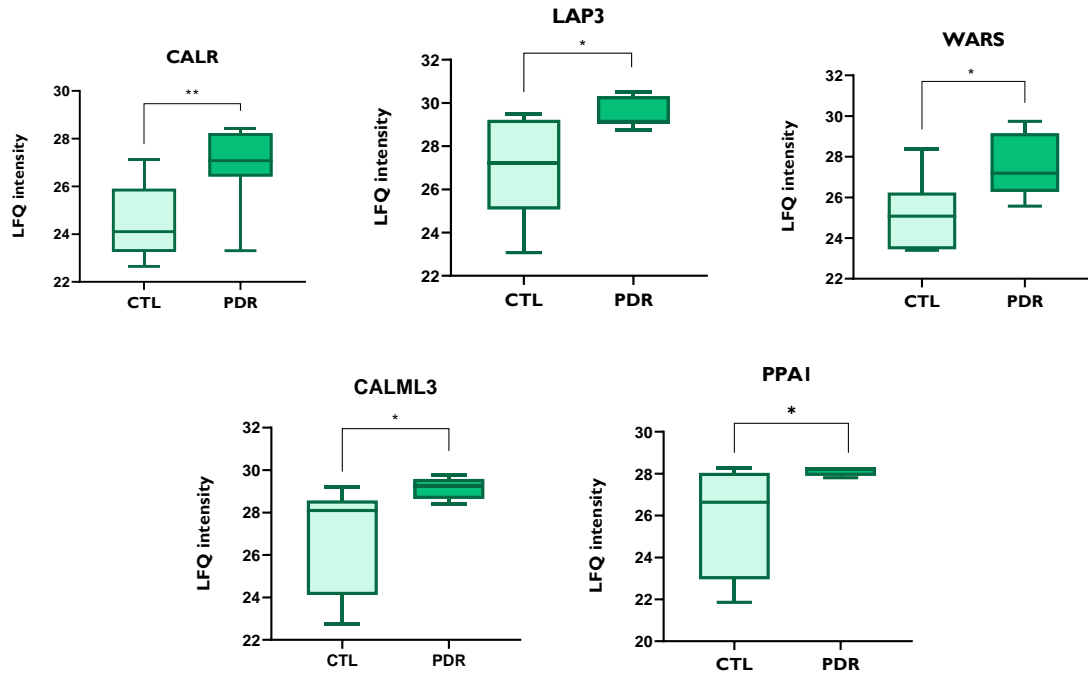 CALR
**
LFQ intensity
30
28
26
24
22
CTL PDR
LAP3
*
LFQ intensity
32
30
28
26
24
22
CTL PDR
WARS
*
LFQ intensity
32
30
28
26
24
22
CTL PDR
CALML3
*
LFQ intensity
32
30
28
26
24
22
CTL PDR
PPA1
*
LFQ intensity
30
28
26
24
22
20
CTL PDR